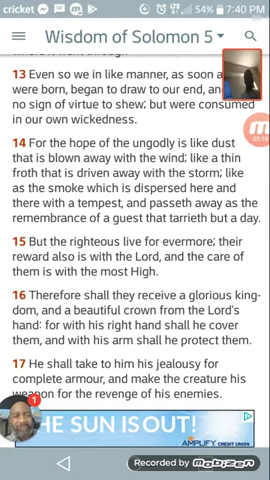 cricket
54% 7:40 PM
Wisdom of Solomon 5
where it went through
13 Even so we in like manner, as soon a
were born, began to draw to our end, and
no sign of virtue to shew; but were consumed
in our own wickedness.
14 For the hope of the ungodly is like dust
that is blown away with the wind; like a thin
froth that is driven away with the storm; like
as the smoke which is dispersed here and
there with a tempest, and passeth away as the
remembrance of a guest that tarrieth but a day.
15 But the righteous live for evermore; their
reward also is with the Lord, and the care of
them is with the most High.
16 Therefore shall they receive a glorious king-
dom, and a beautiful crown from the Lord's
hand: for with his right hand shall he cover
them, and with his arm shall he protect them.
17 He shall take to him his jealousy for
complete armour, and make the creature his
weapon for the revenge of his enemies.
1
HE SUN IS OUT!
AMPLIFY CREDIT UNION
Recorded by MOBIZEN